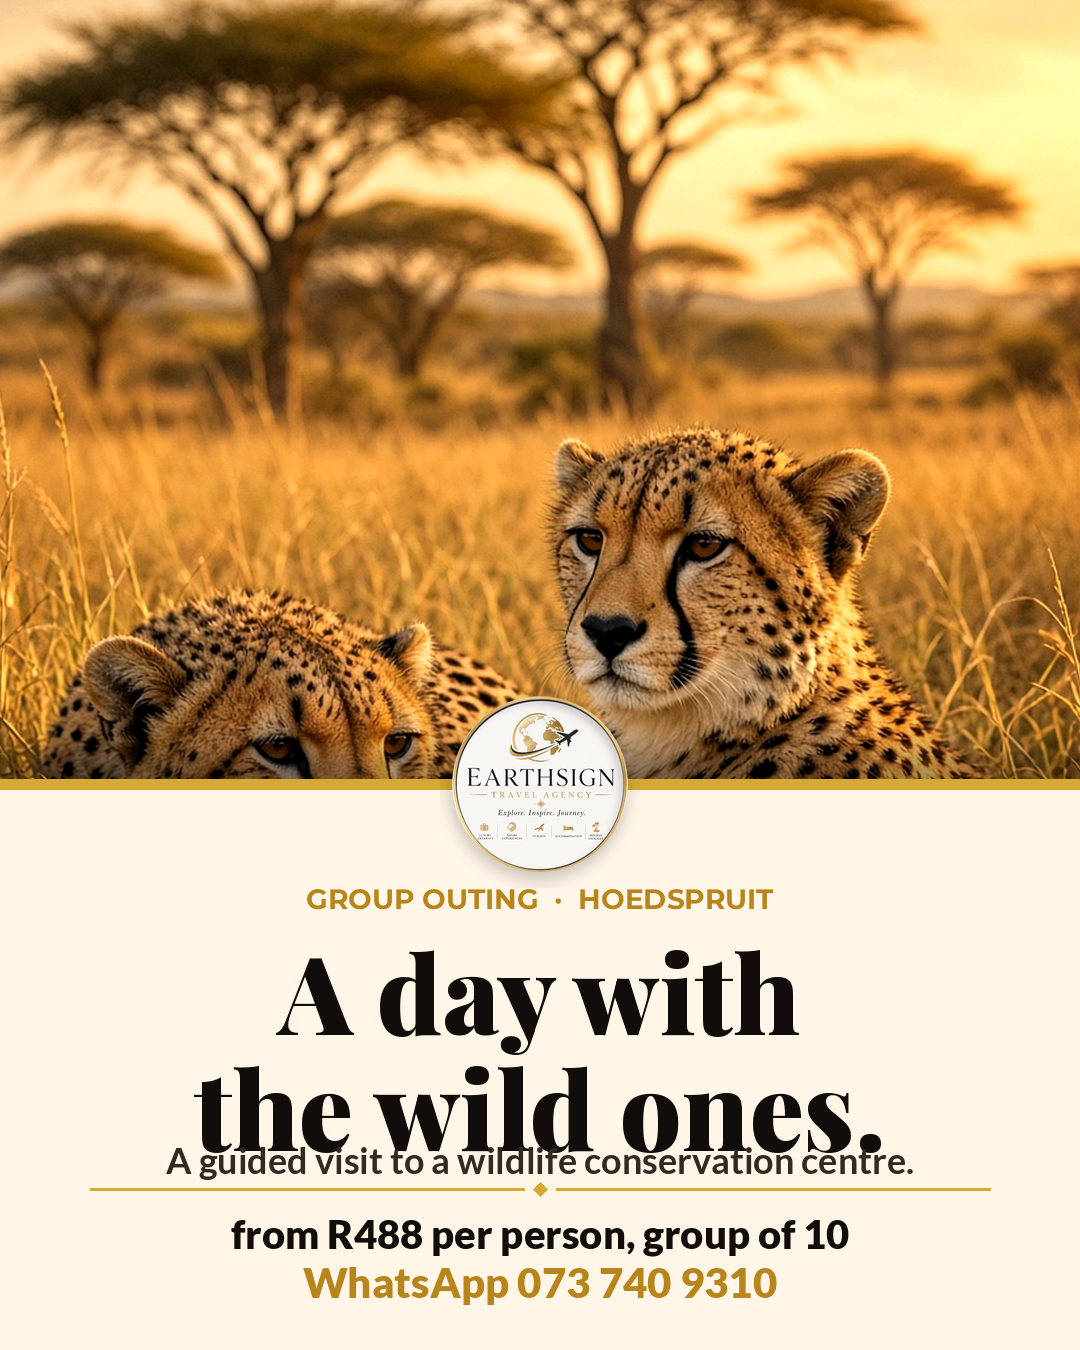 EARTHSIGN
TRAVEL AGENCY
Explore. Inspire. Journey.
GROUP OUTING · HOEDSPRUIT
A day with
the wild ones.
A guided visit to a wildlife conservation centre.
from R488 per person, group of 10
WhatsApp 073 740 9310